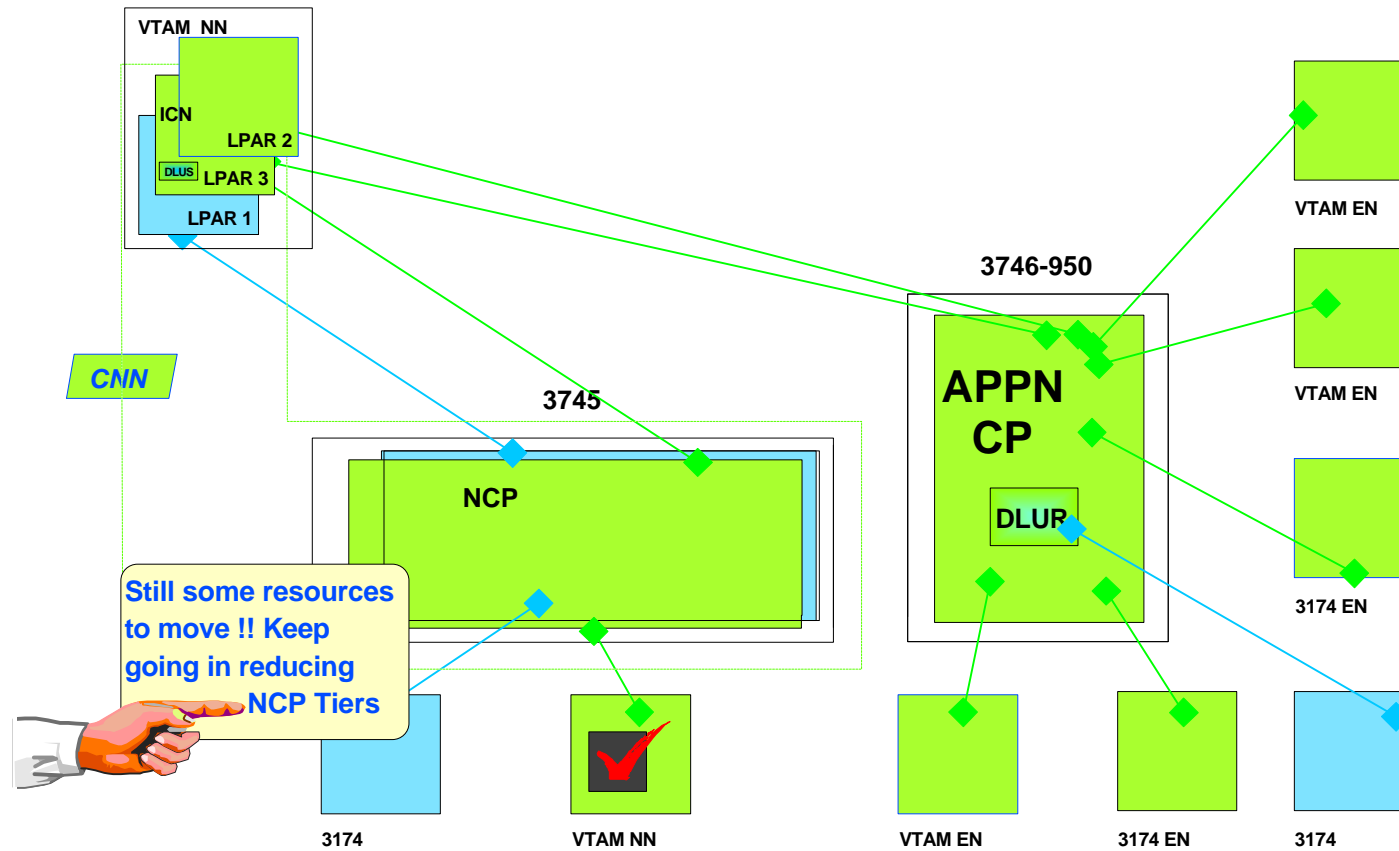 VTAM NN
ICN
LPAR 2
DLUS
LPAR 3
LPAR 1
VTAM EN
3746-950
CNN
3745
APPN
CP
VTAM EN
NCP
DLUR
Still some resources
to move !! Keep
going in reducing
NCP Tiers
3174 EN
3174
VTAM NN
VTAM EN
3174 EN
3174